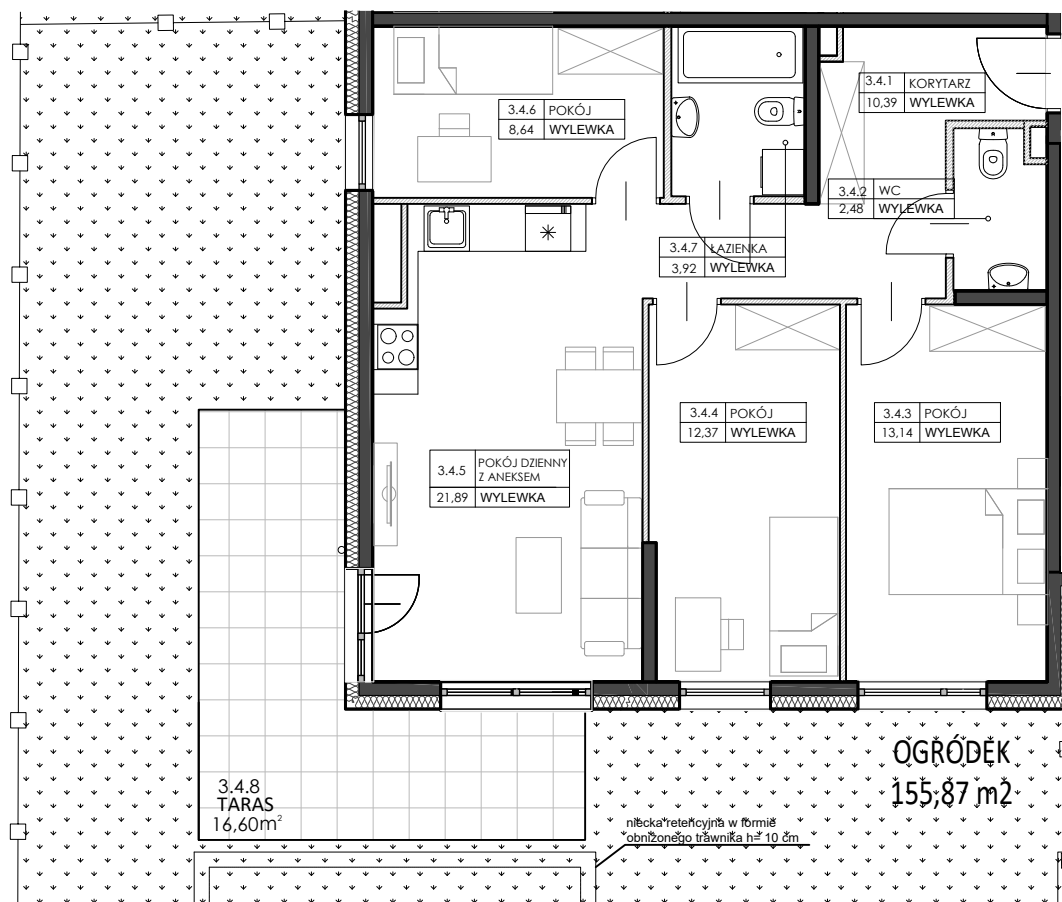 3.4.6 POKÓJ
8,64 WYLEWKA
3.4.1 KORYTARZ
10,39 WYLEWKA
3.4.2 WC
2,48 WYLEWKA
3.4.7 ŁAZIENKA
3,92 WYLEWKA
3.4.4 POKÓJ
12,37 WYLEWKA
3.4.3 POKÓJ
13,14 WYLEWKA
3.4.5 POKÓJ DZIENNY
Z ANEKSEM
21,89 WYLEWKA
OGRÓDEK
155,87 m2
3.4.8
TARAS
16,60m²
niecka retencyjna w formie
obniżonego trawnika h= 10 cm